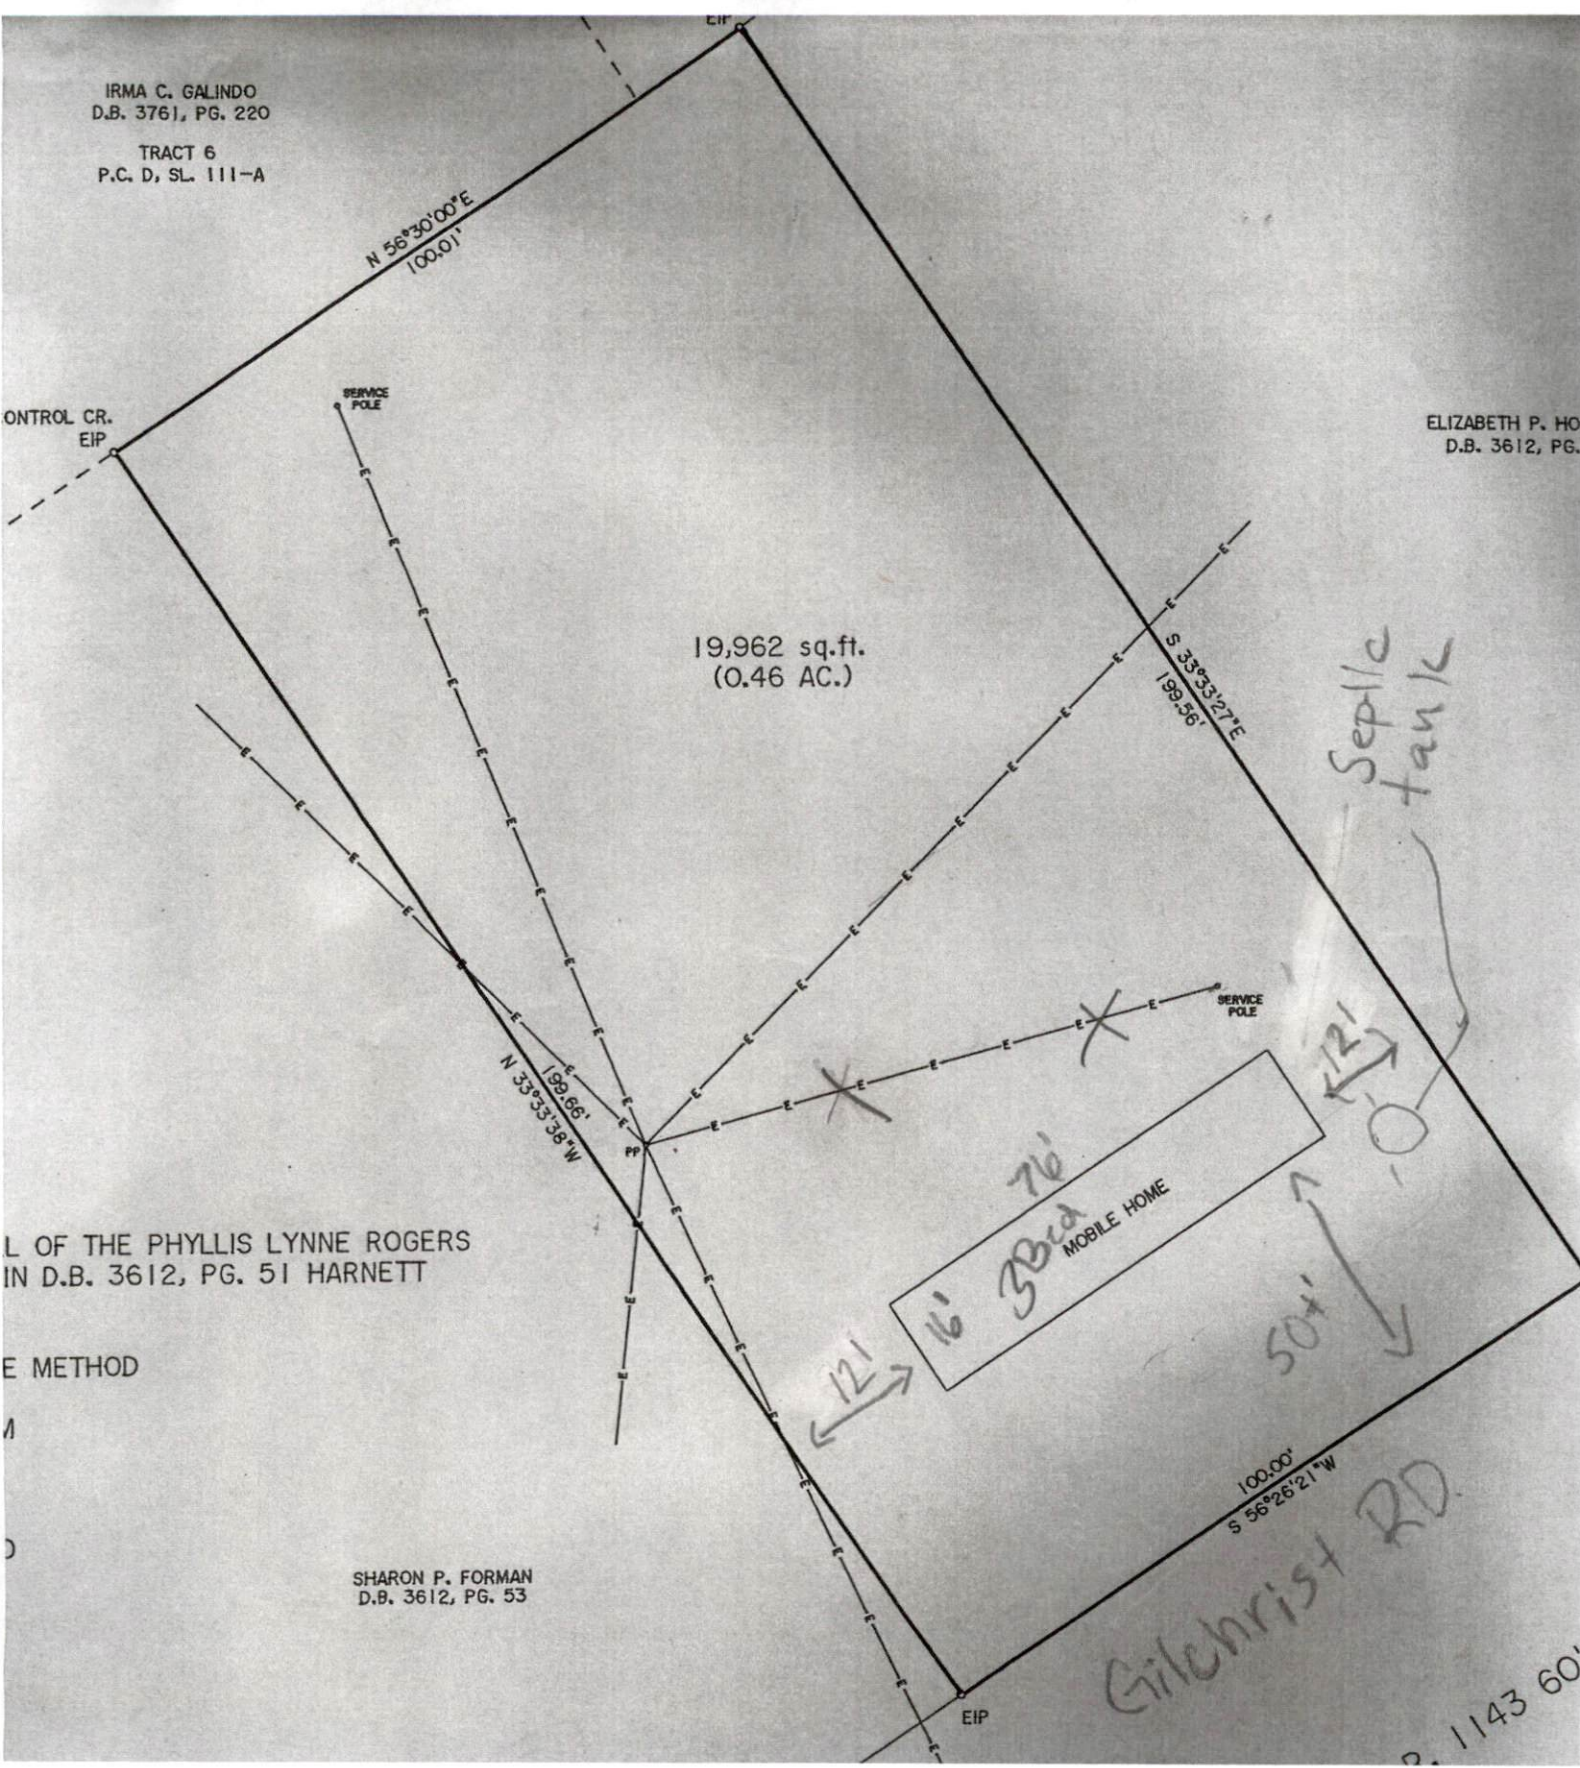 EIP
IRMA C. GALINDO
D.B. 3761, PG. 220
TRACT 6
P.C. D, SL. 111-A
N 56°30'00"E
100.01'
SERVICE
POLE
ONTROL CR.
EIP
ELIZABETH P. HO
D.B. 3612, PG.
19,962 sq.ft.
(0.46 AC.)
S 33°33'27"E
199.56'
Septic
tank
SERVICE
POLE
12'
N 33°33'38"W
199.66'
PP
76'
3Bed
16'
MOBILE HOME
L OF THE PHYLLIS LYNNE ROGERS
IN D.B. 3612, PG. 51 HARNETT
E METHOD
M
D
12'
50+'
100.00'
S 56°26'21"W
Gilchrist RD.
SHARON P. FORMAN
D.B. 3612, PG. 53
EIP
R. 1143 60'
E E E E E E E E E E
E E E E E E E E
E E E E E E E E E E E
E E E E E E E
E E E
E E E E E E E E E